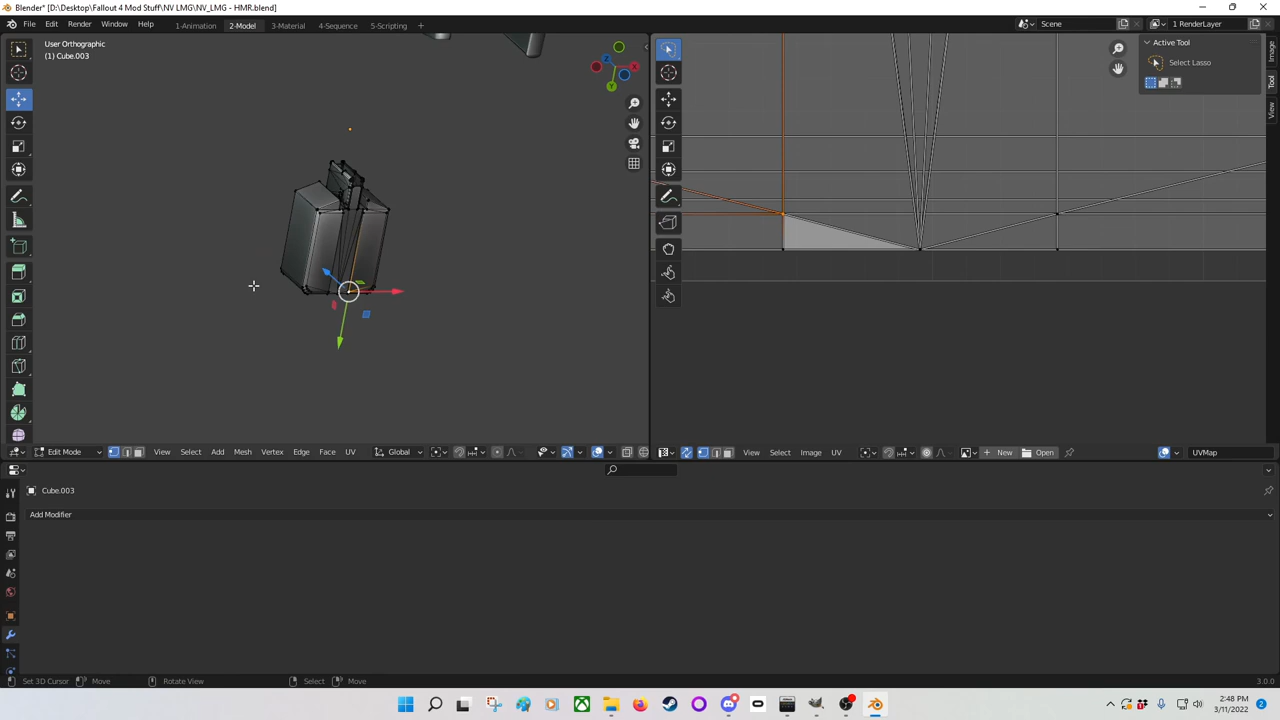 Blender* [D:\Desktop\Fallout 4 Mod Stuff\NV LMG\NV_LMG - HMR.blend]
File Edit Render Window Help 1-Animation 2-Model 3-Material 4-Sequence 5-Scripting + Scene 1 RenderLayer
User Orthographic
(1) Cube.003
X
Y
Z
Active Tool
Select Lasso
Image
Tool
View
Edit Mode View Select Add Mesh Vertex Edge Face UV Global
View Select Image UV New Open UVMap
Cube.003
Add Modifier
Set 3D Cursor Move Rotate View Select Move 3.0.0
2:48 PM
3/11/2022
2